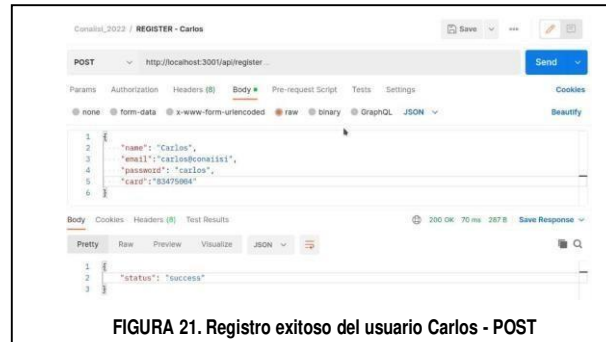 Conaiisi_2022 / REGISTER - Carlos
Save
POST http://localhost:3001/api/register... Send
Params Authorization Headers (8) Body Pre-request Script Tests Settings Cookies
none form-data x-www-form-urlencoded raw binary GraphQL JSON Beautify
1 {
2 "name": "Carlos",
3 "email":"carlos@conaiisi",
4 "password": "carlos",
5 "card":"83475004"
6 }
Body Cookies Headers (8) Test Results 200 OK 70 ms 287 B Save Response
Pretty Raw Preview Visualize JSON
1 {
2 "status": "success"
3 }
FIGURA 21. Registro exitoso del usuario Carlos - POST